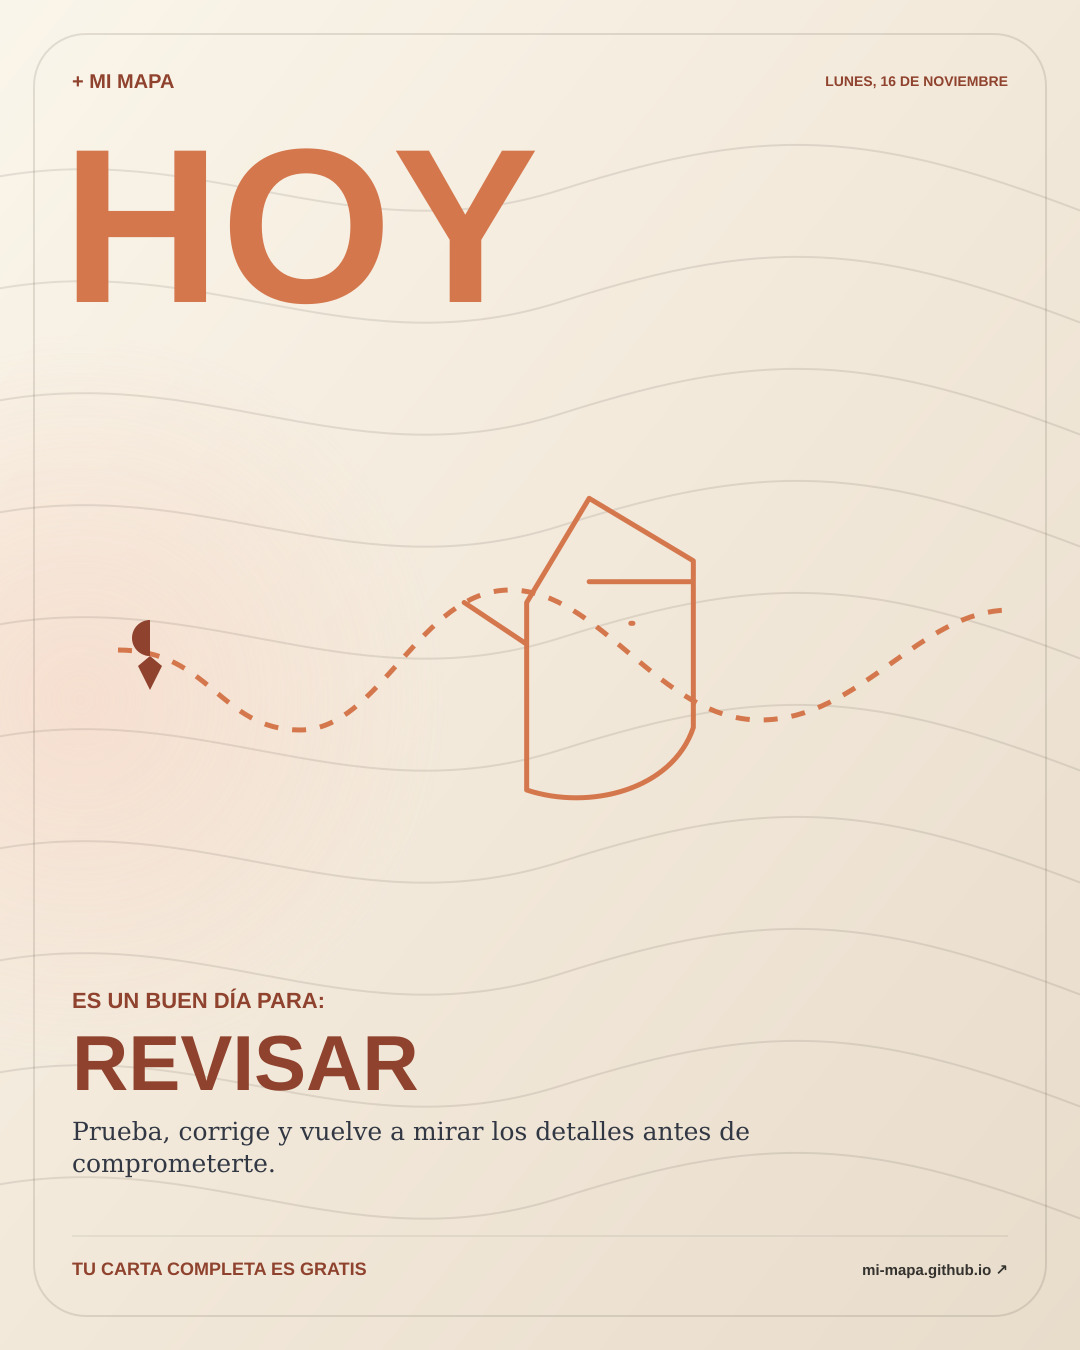 + MI MAPA
LUNES, 16 DE NOVIEMBRE
HOY
ES UN BUEN DÍA PARA:
REVISAR
Prueba, corrige y vuelve a mirar los detalles antes de
comprometerte.
TU CARTA COMPLETA ES GRATIS
mi-mapa.github.io ↗